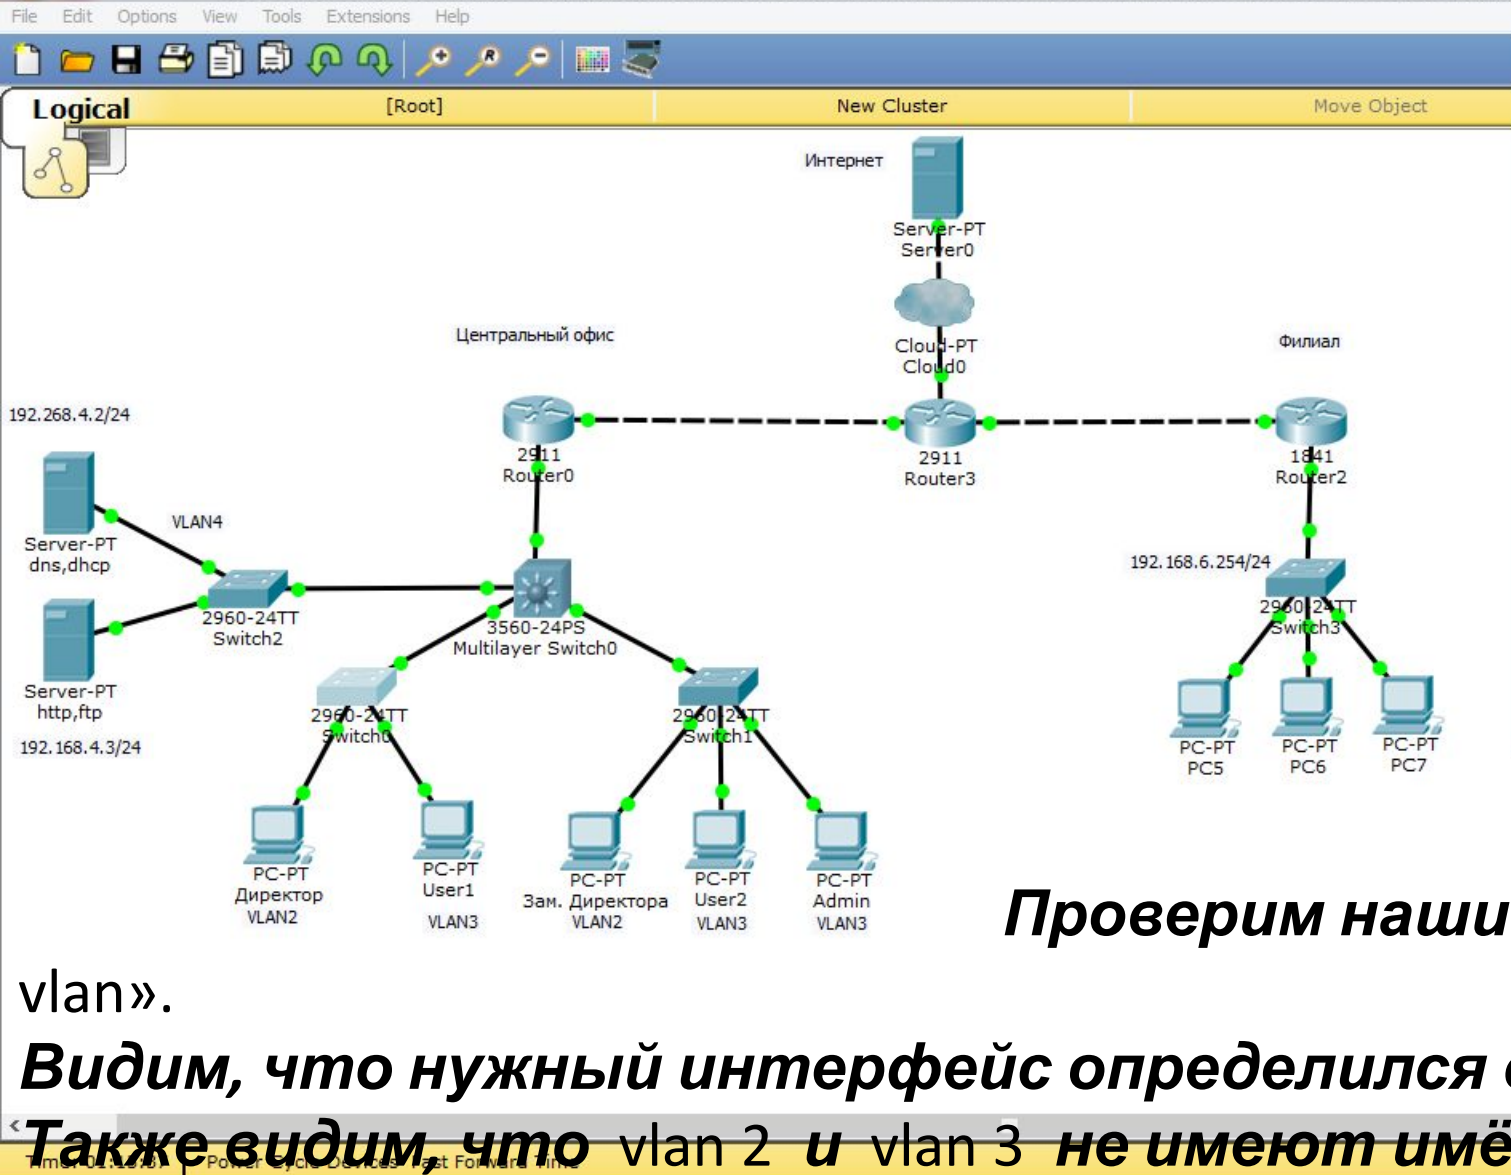 File Edit Options View Tools Extensions Help
Logical [Root] New Cluster Move Object
Интернет
Server-PT
Server0
Центральный офис
Cloud-PT
Cloud0
Филиал
192.268.4.2/24
2911
Router0
2911
Router3
1841
Router2
VLAN4
Server-PT
dns,dhcp
192.168.6.254/24
2960-24TT
Switch2
3560-24PS
Multilayer Switch0
2960-24TT
Switch3
Server-PT
http,ftp
192.168.4.3/24
2960-24TT
Switch0
2960-24TT
Switch1
PC-PT
PC5
PC-PT
PC6
PC-PT
PC7
PC-PT
Директор
VLAN2
PC-PT
User1
VLAN3
PC-PT
Зам. Директора
VLAN2
PC-PT
User2
VLAN3
PC-PT
Admin
VLAN3
Проверим наши
vlan».
Видим, что нужный интерфейс определился
Также видим, что vlan 2 и vlan 3 не имеют имё
Power Cycle Devices Fast Forward Time